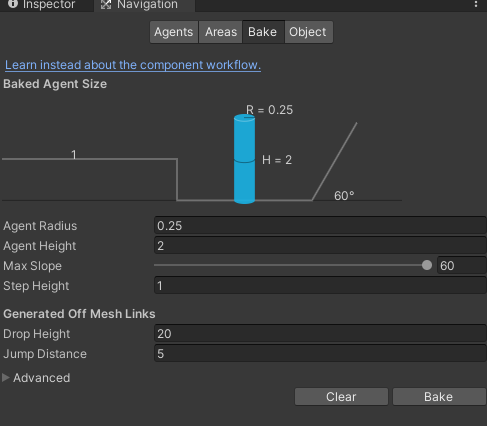 Inspector Navigation
Agents Areas Bake Object
Learn instead about the component workflow.
Baked Agent Size
R = 0.25
1
H = 2
60°
Agent Radius 0.25
Agent Height 2
Max Slope 60
Step Height 1
Generated Off Mesh Links
Drop Height 20
Jump Distance 5
Advanced
Clear Bake